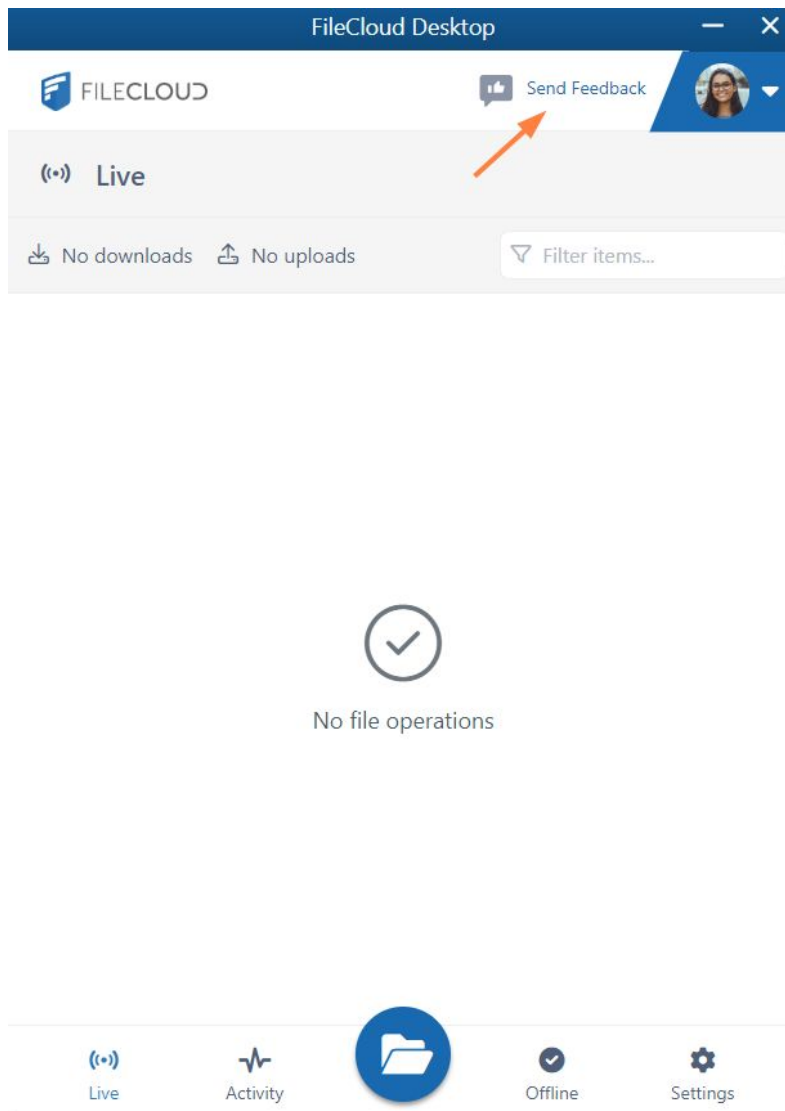 FileCloud Desktop
FILECLOUD
Send Feedback
Live
No downloads
No uploads
Filter items...
No file operations
Live
Activity
Offline
Settings